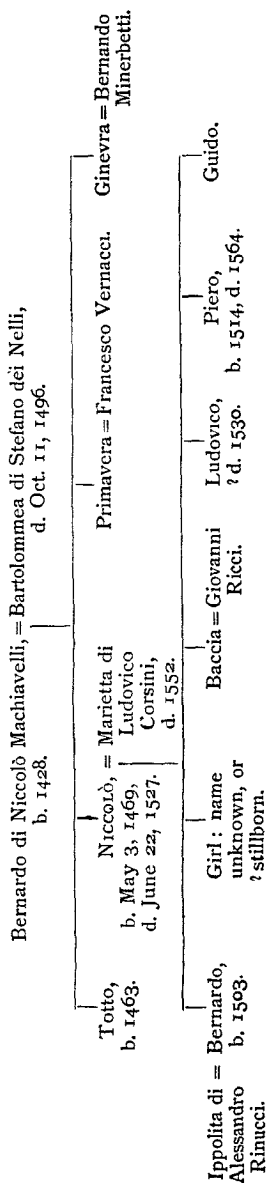 Bernardo di Niccolò Machiavelli, = Bartolommea di Stefano dèi Nelli,
b. 1428.
d. Oct. 11, 1496.
Totto,
b. 1463.
Niccolò, = Marietta di
b. May 3, 1469,
d. June 22, 1527.
Ludovico
Corsini,
d. 1552.
Primavera = Francesco Vernacci.
Ginevra = Bernando
Minerbetti.
Ippolita di = Bernardo,
Alessandro
Rinucci.
b. 1503.
Girl : name
unknown, or
? stillborn.
Baccia = Giovanni
Ricci.
Ludovico,
? d. 1530.
Piero,
b. 1514, d. 1564.
Guido.